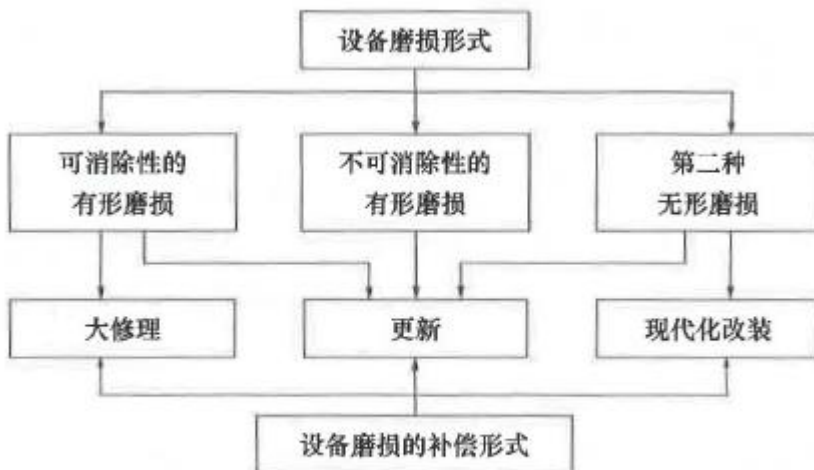 设备磨损形式
可消除性的
有形磨损
不可消除性的
有形磨损
第二种
无形磨损
大修理
更新
现代化改装
设备磨损的补偿形式